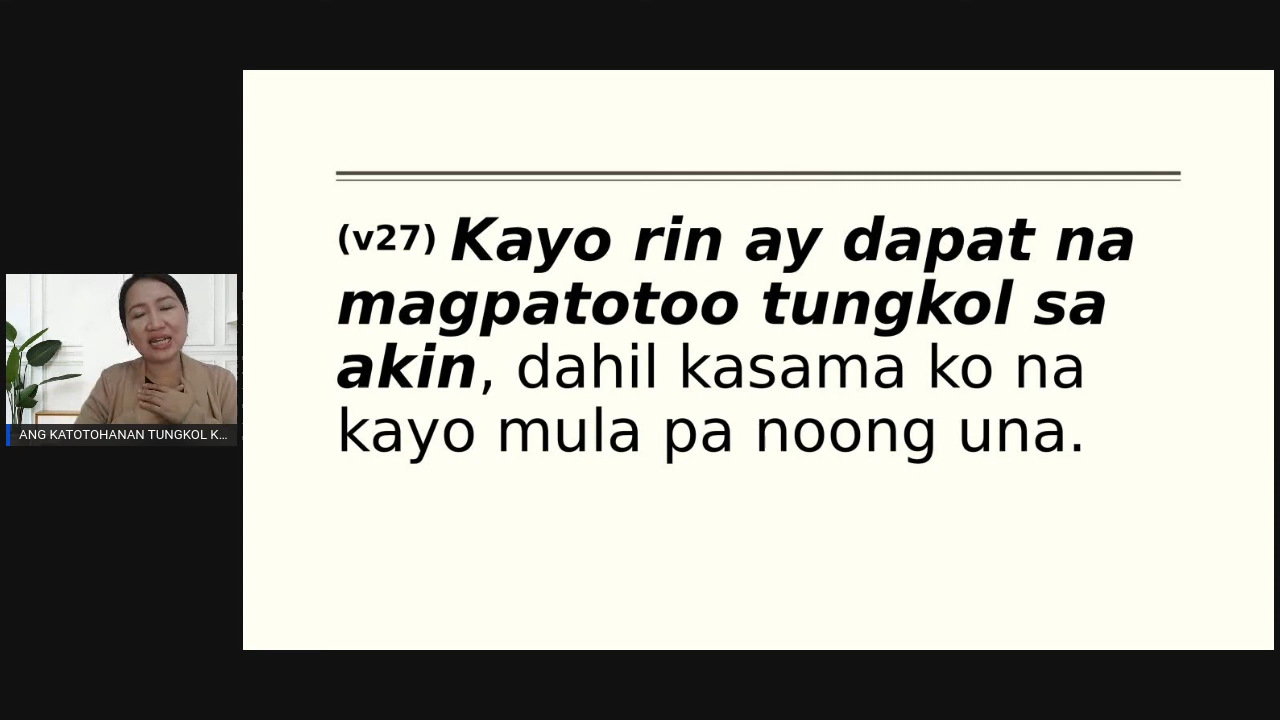 (v27) Kayo rin ay dapat na
magpatotoo tungkol sa
akin, dahil kasama ko na
kayo mula pa noong una.
ANG KATOTOHANAN TUNGKOL K...